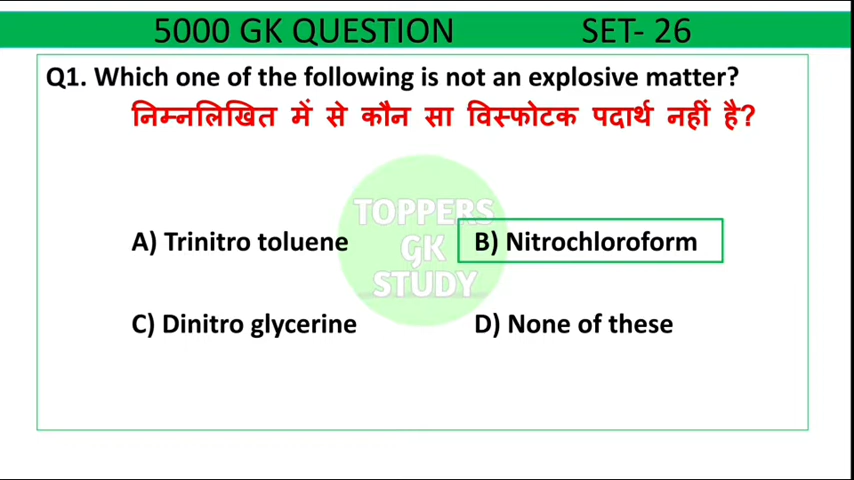 5000 GK QUESTION SET- 26
Q1. Which one of the following is not an explosive matter?
निम्नलिखित में से कौन सा विस्फोटक पदार्थ नहीं है?
TOPPERS
GK
STUDY
A) Trinitro toluene B) Nitrochloroform
C) Dinitro glycerine D) None of these